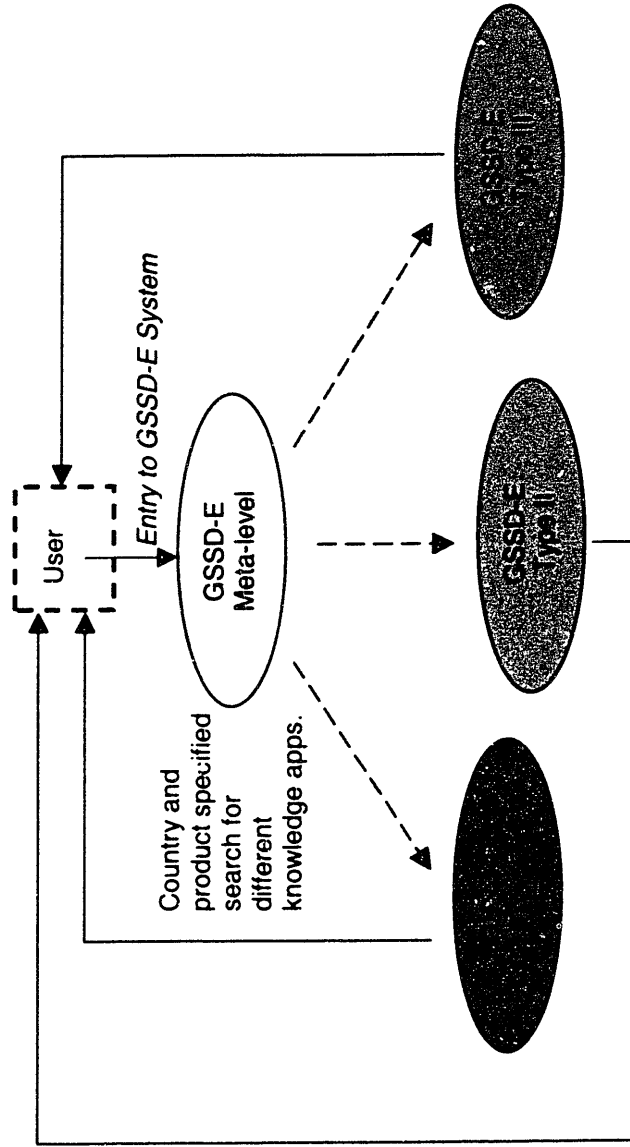 User
Entry to GSSD-E System
GSSD-E
Meta-level
Country and
product specified
search for
different
knowledge apps.
GSSD-E
Type II
GSSD-E
Type III